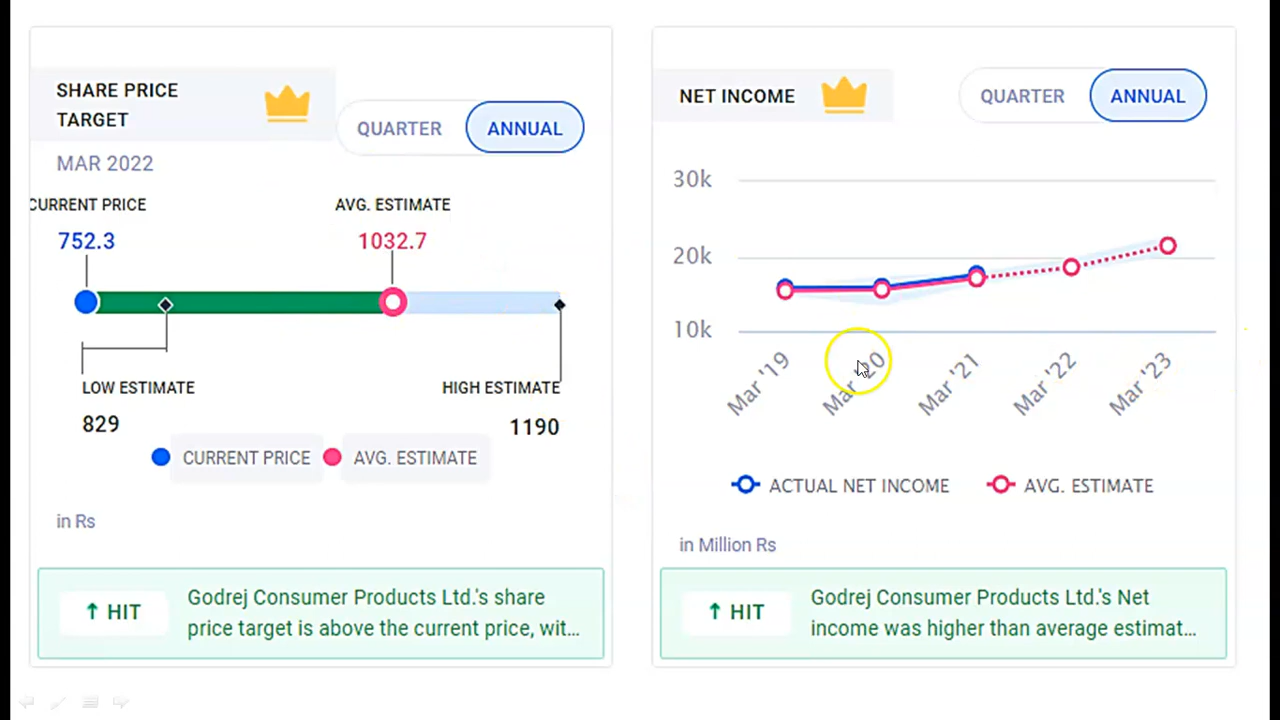 SHARE PRICE
TARGET
QUARTER
ANNUAL
MAR 2022
CURRENT PRICE
AVG. ESTIMATE
752.3
1032.7
LOW ESTIMATE
HIGH ESTIMATE
829
1190
CURRENT PRICE
AVG. ESTIMATE
in Rs
↑ HIT
Godrej Consumer Products Ltd.'s share
price target is above the current price, wit...
NET INCOME
QUARTER
ANNUAL
30k
20k
10k
Mar '19
Mar '20
Mar '21
Mar '22
Mar '23
ACTUAL NET INCOME
AVG. ESTIMATE
in Million Rs
↑ HIT
Godrej Consumer Products Ltd.'s Net
income was higher than average estimat...